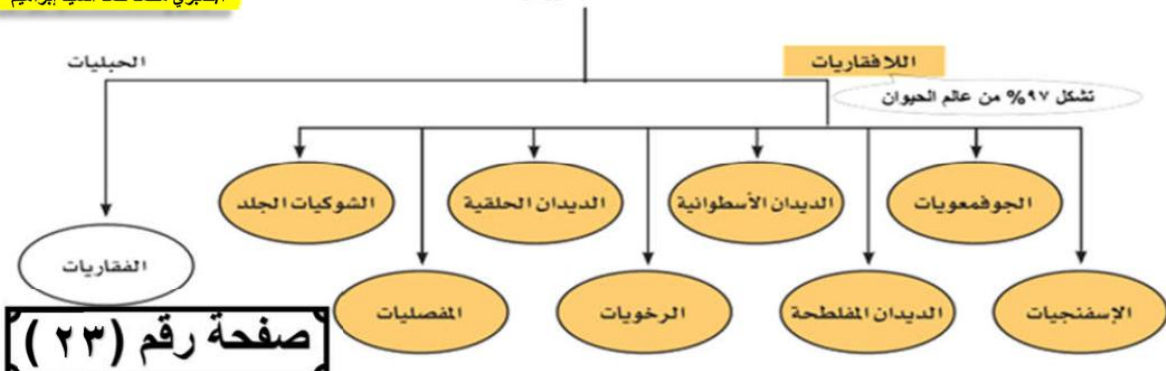 اللافقاريات
الحبليات
تشكل ٩٧% من عالم الحيوان
الجوفمعويات
الديدان الأسطوانية
الديدان الحلقية
الشوكيات الجلد
الفقاريات
الإسفنجيات
الديدان المفلطحة
الرخويات
المفصليات
صفحة رقم (٢٣)